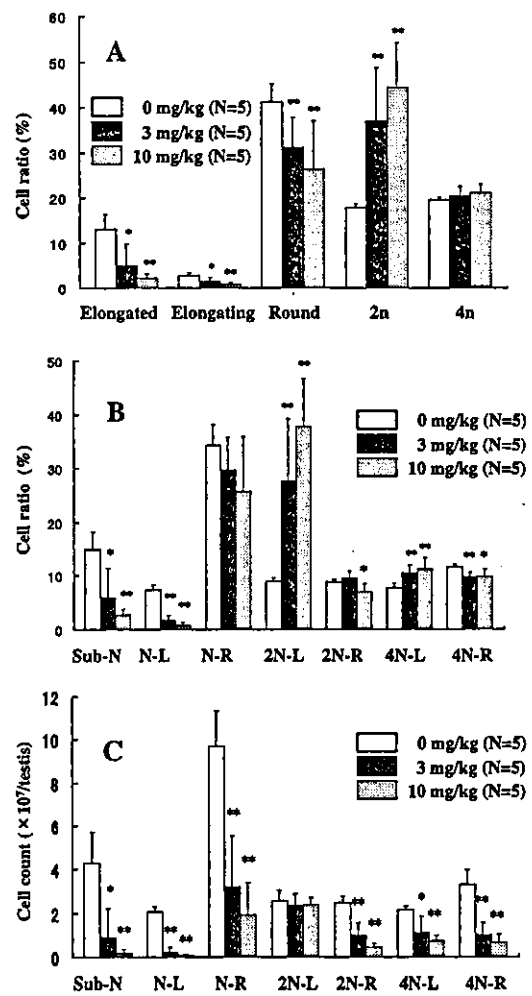 A
60
50
40
30
20
10
0
Cell ratio (%)
0 mg/kg (N=5)
3 mg/kg (N=5)
10 mg/kg (N=5)
* ** * ** ** ** ** **
Elongated Elongating Round 2n 4n
B
50
40
30
20
10
0
Cell ratio (%)
0 mg/kg (N=5)
3 mg/kg (N=5)
10 mg/kg (N=5)
* ** ** ** ** ** * ** ** ** *
Sub-N N-L N-R 2N-L 2N-R 4N-L 4N-R
C
12
10
8
6
4
2
0
Cell count (×10⁷/testis)
0 mg/kg (N=5)
3 mg/kg (N=5)
10 mg/kg (N=5)
* ** ** ** ** ** ** ** * ** ** **
Sub-N N-L N-R 2N-L 2N-R 4N-L 4N-R